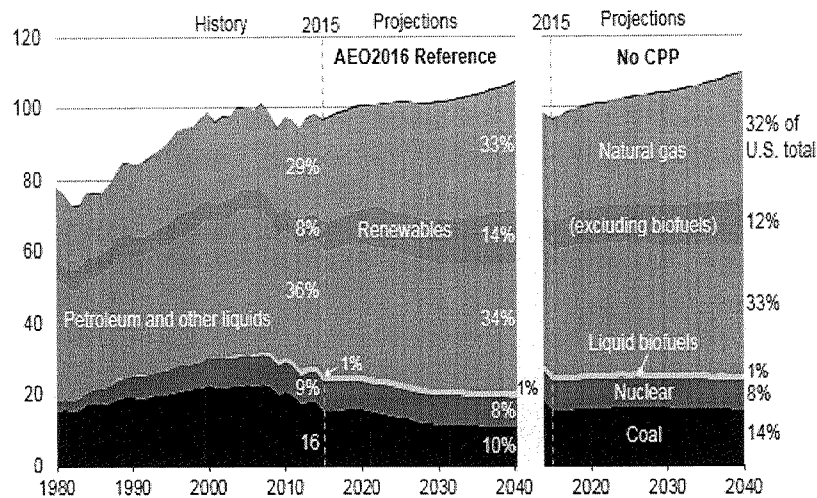 History 2015 Projections 2015 Projections
120
AEO2016 Reference No CPP
100
32% of
U.S. total
33% Natural gas
29%
80
8% Renewables 14% (excluding biofuels) 12%
60
36%
Petroleum and other liquids 34% 33%
40
Liquid biofuels
1% 1% 1%
20
9% 8% Nuclear 8%
16 10% Coal 14%
0
1980 1990 2000 2010 2020 2030 2040 2020 2030 2040